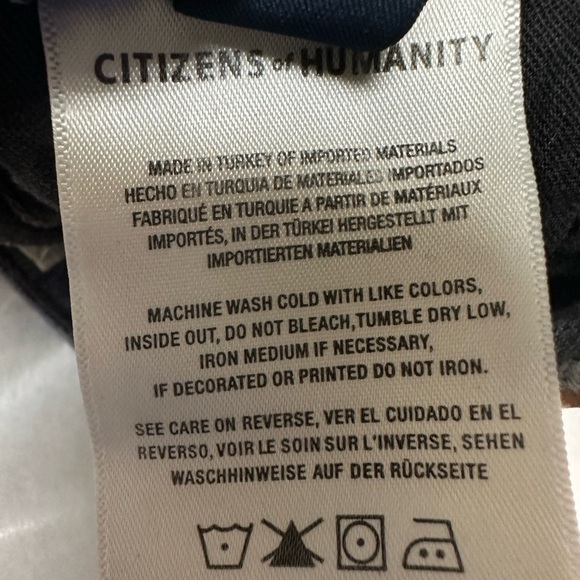 CITIZENS of HUMANITY
MADE IN TURKEY OF IMPORTED MATERIALS
HECHO EN TURQUIA DE MATERIALES IMPORTADOS
FABRIQUÉ EN TURQUIE A PARTIR DE MATÉRIAUX
IMPORTÉS, IN DER TÜRKEI HERGESTELLT MIT
IMPORTIERTEN MATERIALIEN
MACHINE WASH COLD WITH LIKE COLORS,
INSIDE OUT, DO NOT BLEACH,TUMBLE DRY LOW,
IRON MEDIUM IF NECESSARY,
IF DECORATED OR PRINTED DO NOT IRON.
SEE CARE ON REVERSE, VER EL CUIDADO EN EL
REVERSO, VOIR LE SOIN SUR L'INVERSE, SEHEN
WASCHHINWEISE AUF DER RÜCKSEITE